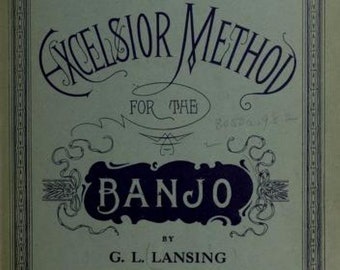 EXCELSIOR METHOD
FOR THE
BANJO
BY
G. L. LANSING